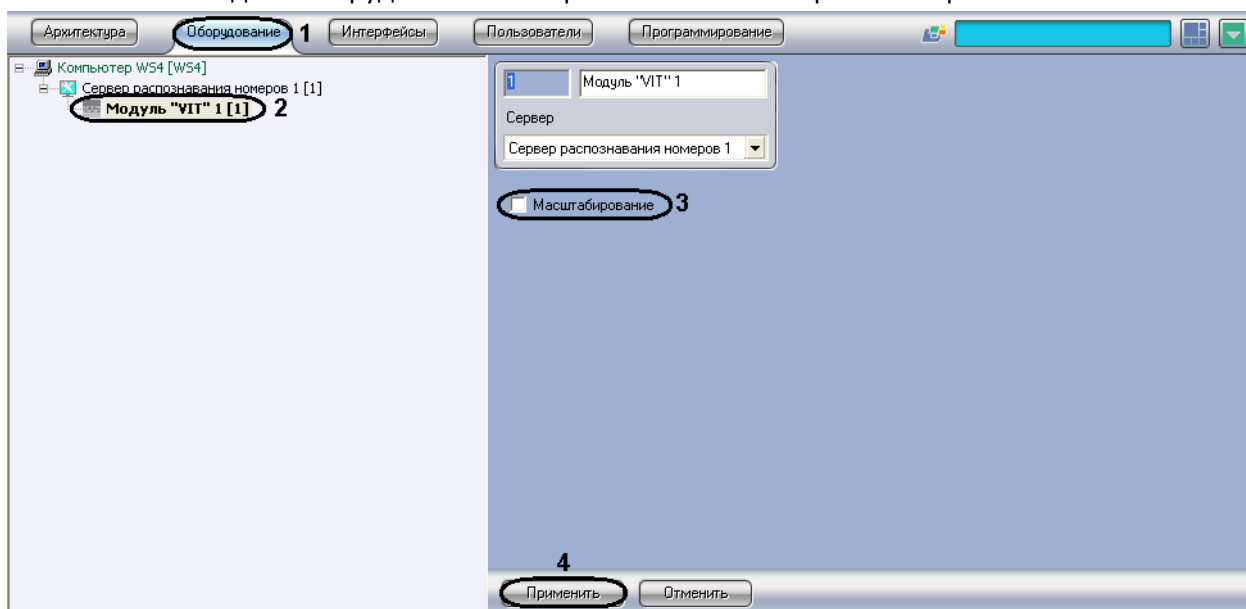 Архитектура Оборудование 1 Интерфейсы Пользователи Программирование
Компьютер WS4 [WS4]
Сервер распознавания номеров 1 [1]
Модуль "VIT" 1 [1] 2
1 Модуль "VIT" 1
Сервер
Сервер распознавания номеров 1
Масштабирование 3
4
Применить Отменить